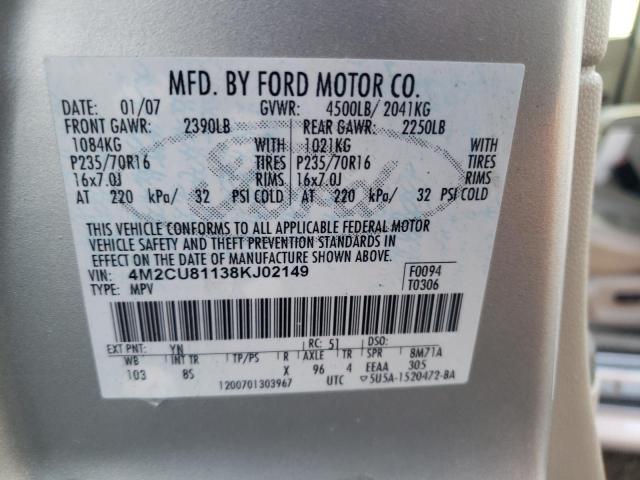 MFD. BY FORD MOTOR CO.
DATE: 01/07 GVWR: 4500LB/ 2041KG
FRONT GAWR: 2390LB REAR GAWR: 2250LB
1084KG WITH 1021KG WITH
P235/70R16 TIRES P235/70R16 TIRES
16x7.0J RIMS 16x7.0J RIMS
AT 220 kPa/ 32 PSI COLD AT 220 kPa/ 32 PSI COLD
THIS VEHICLE CONFORMS TO ALL APPLICABLE FEDERAL MOTOR
VEHICLE SAFETY AND THEFT PREVENTION STANDARDS IN
EFFECT ON THE DATE OF MANUFACTURE SHOWN ABOVE.
VIN: 4M2CU81138KJ02149 F0094
TYPE: MPV T0306
EXT PNT: YN RC: 51 DSO:
WB INT TR TP/PS R AXLE TR SPR 8M71A
103 8S X 96 4 EEAA 305
1200701303967 UTC 5U5A-1520472-BA
Ford